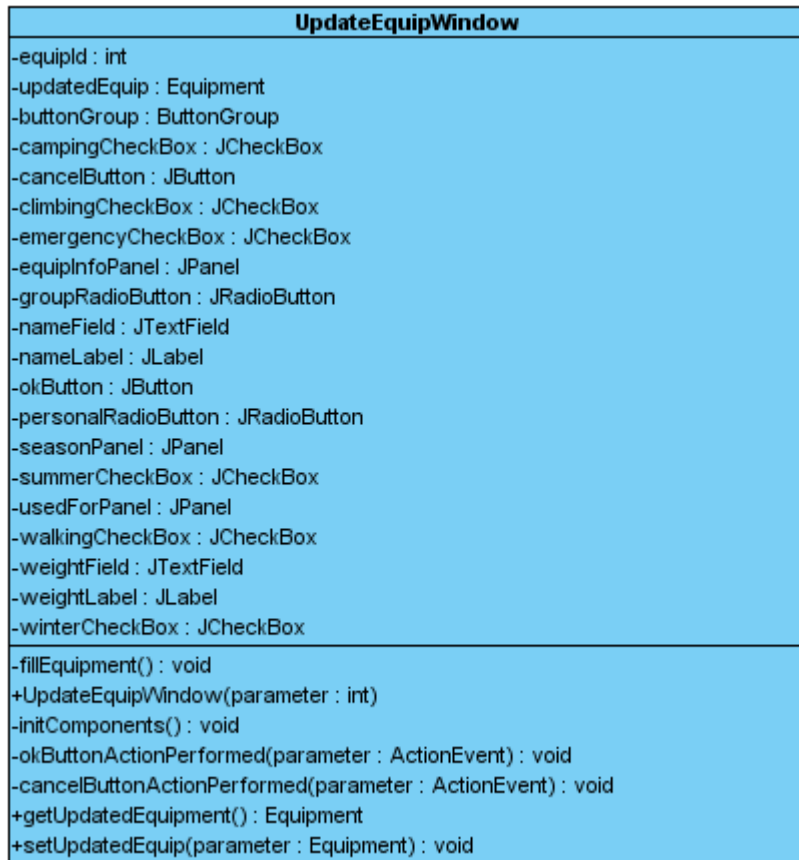 UpdateEquipWindow
-equipId : int
-updatedEquip : Equipment
-buttonGroup : ButtonGroup
-campingCheckBox : JCheckBox
-cancelButton : JButton
-climbingCheckBox : JCheckBox
-emergencyCheckBox : JCheckBox
-equipInfoPanel : JPanel
-groupRadioButton : JRadioButton
-nameField : JTextField
-nameLabel : JLabel
-okButton : JButton
-personalRadioButton : JRadioButton
-seasonPanel : JPanel
-summerCheckBox : JCheckBox
-usedForPanel : JPanel
-walkingCheckBox : JCheckBox
-weightField : JTextField
-weightLabel : JLabel
-winterCheckBox : JCheckBox
-fillEquipment() : void
+UpdateEquipWindow(parameter : int)
-initComponents() : void
-okButtonActionPerformed(parameter : ActionEvent) : void
-cancelButtonActionPerformed(parameter : ActionEvent) : void
+getUpdatedEquipment() : Equipment
+setUpdatedEquip(parameter : Equipment) : void